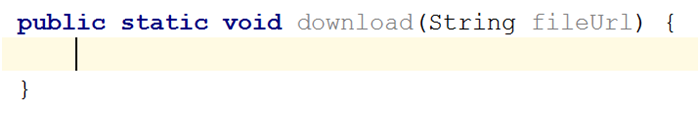 public static void download(String fileUrl) {
}